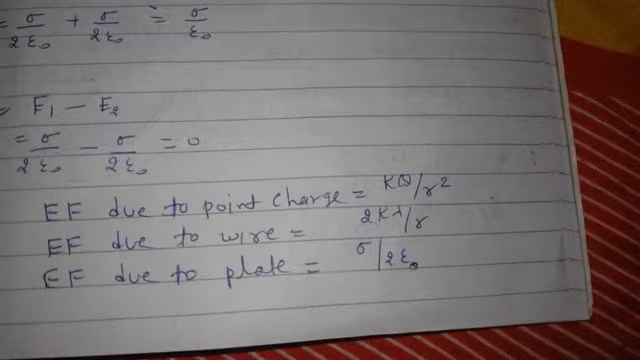 = σ/2ε₀ + σ/2ε₀ = σ/ε₀
= E₁ − E₂
= σ/2ε₀ − σ/2ε₀ = 0
EF due to point charge = KQ/r²
EF due to wire = 2Kλ/r
EF due to plate = σ/2ε₀